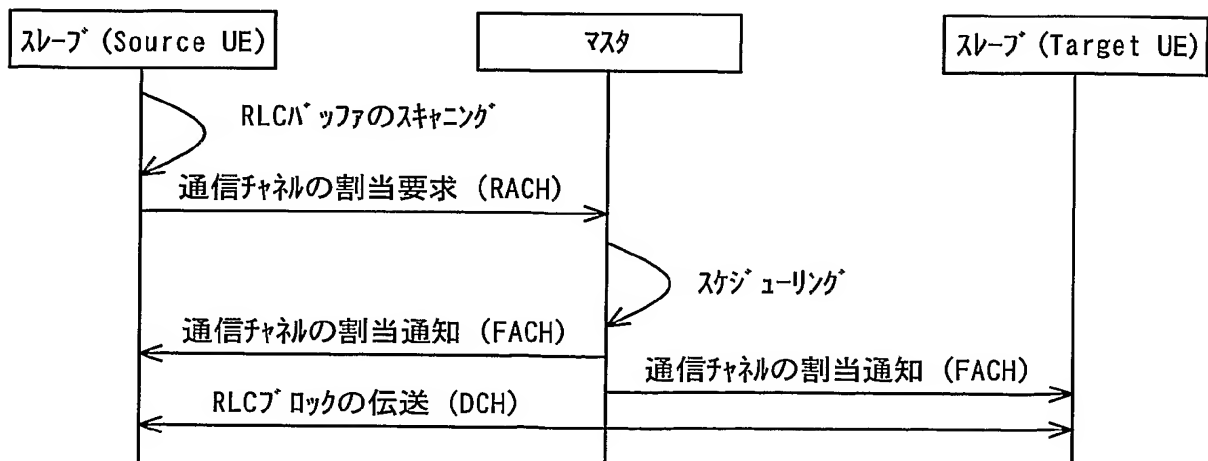 ｽﾚｰﾌﾞ (Source UE)
ﾏｽﾀ
ｽﾚｰﾌﾞ (Target UE)
RLCﾊﾞｯﾌｧのｽｷｬﾆﾝｸﾞ
通信ﾁｬﾈﾙの割当要求 (RACH)
ｽｹｼﾞｭｰﾘﾝｸﾞ
通信ﾁｬﾈﾙの割当通知 (FACH)
通信ﾁｬﾈﾙの割当通知 (FACH)
RLCﾌﾞﾛｯｸの伝送 (DCH)